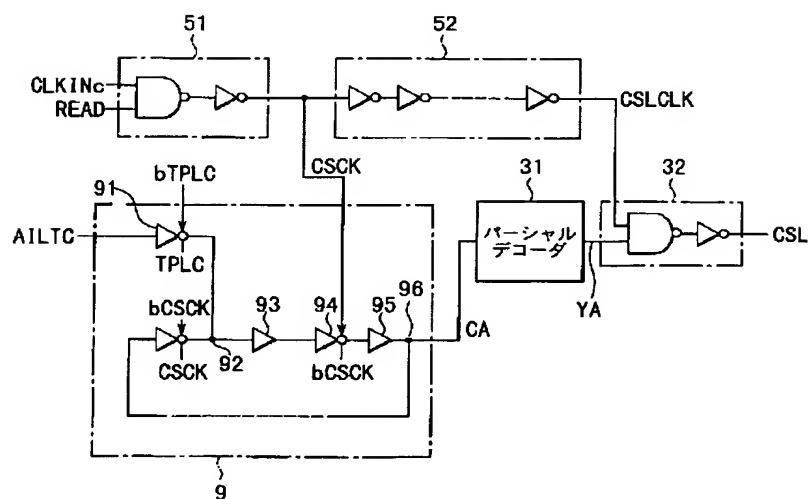 51
52
CLKINc
READ
CSLCLK
CSCK
bTPLC
91
31
32
AILTC
TPLC
パーシャル
デコーダ
CSL
bCSCK
93
94
95
96
CA
YA
CSCK
92
bCSCK
9